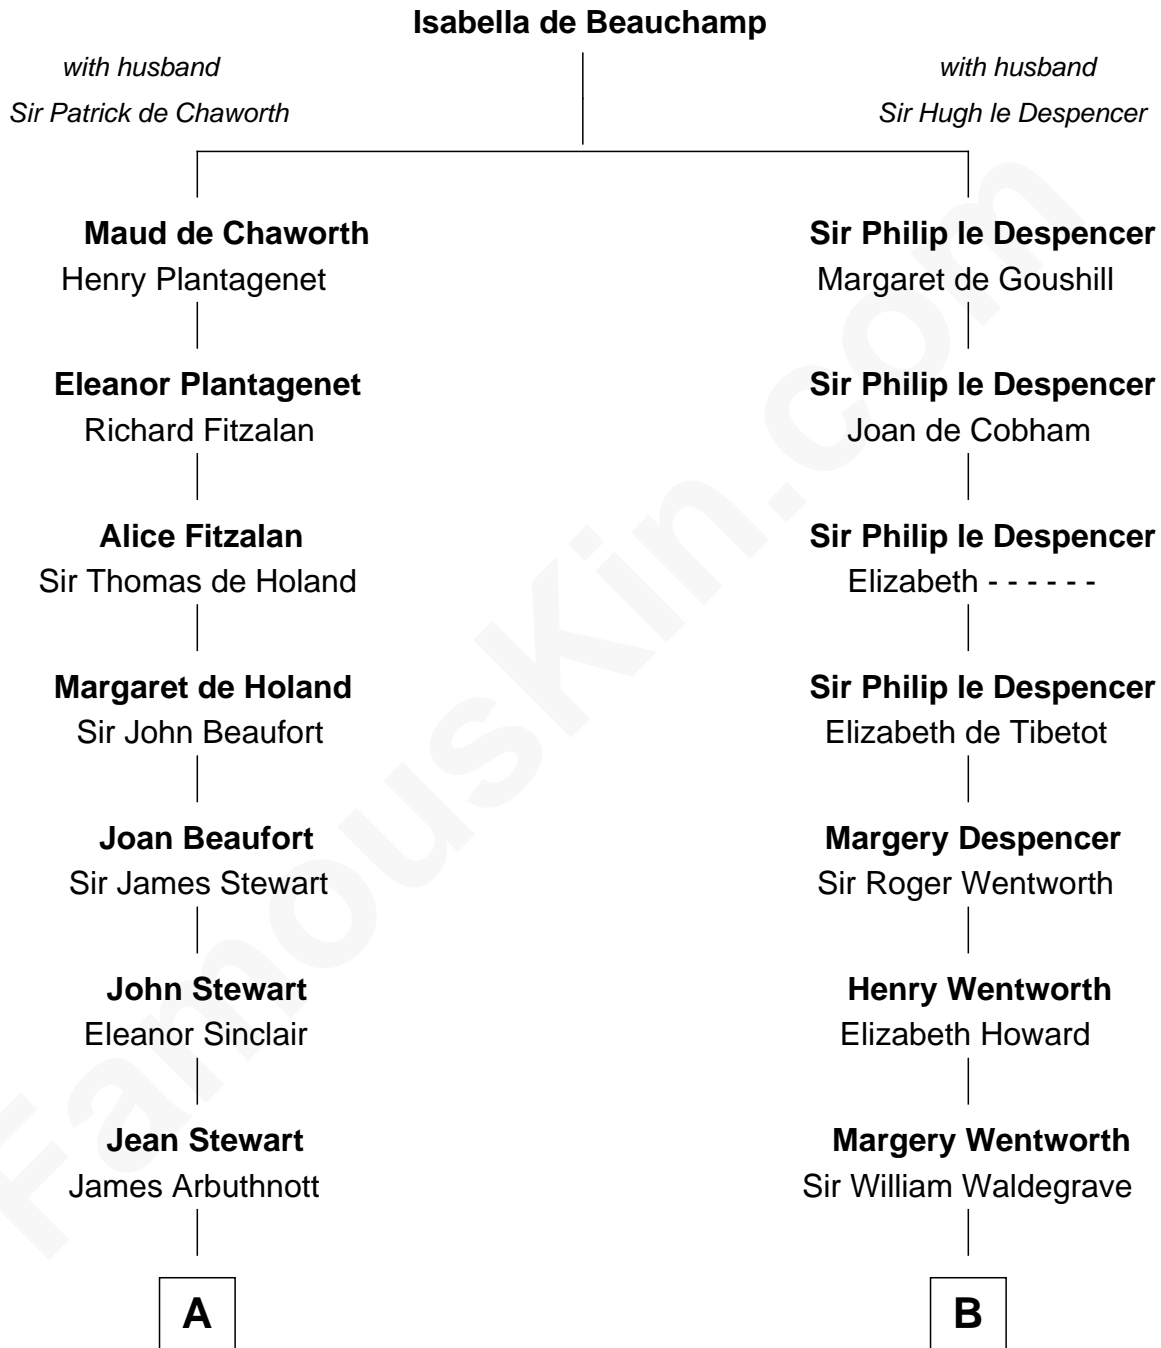 Isabella de Beauchamp
with husband
Sir Patrick de Chaworth
with husband
Sir Hugh le Despencer
Maud de Chaworth
Henry Plantagenet
Sir Philip le Despencer
Margaret de Goushill
Eleanor Plantagenet
Richard Fitzalan
Sir Philip le Despencer
Joan de Cobham
Alice Fitzalan
Sir Thomas de Holand
Sir Philip le Despencer
Elizabeth - - - - - -
Margaret de Holand
Sir John Beaufort
Sir Philip le Despencer
Elizabeth de Tibetot
Joan Beaufort
Sir James Stewart
Margery Despencer
Sir Roger Wentworth
John Stewart
Eleanor Sinclair
Henry Wentworth
Elizabeth Howard
Jean Stewart
James Arbuthnott
Margery Wentworth
Sir William Waldegrave
A
B
FamousKin.com